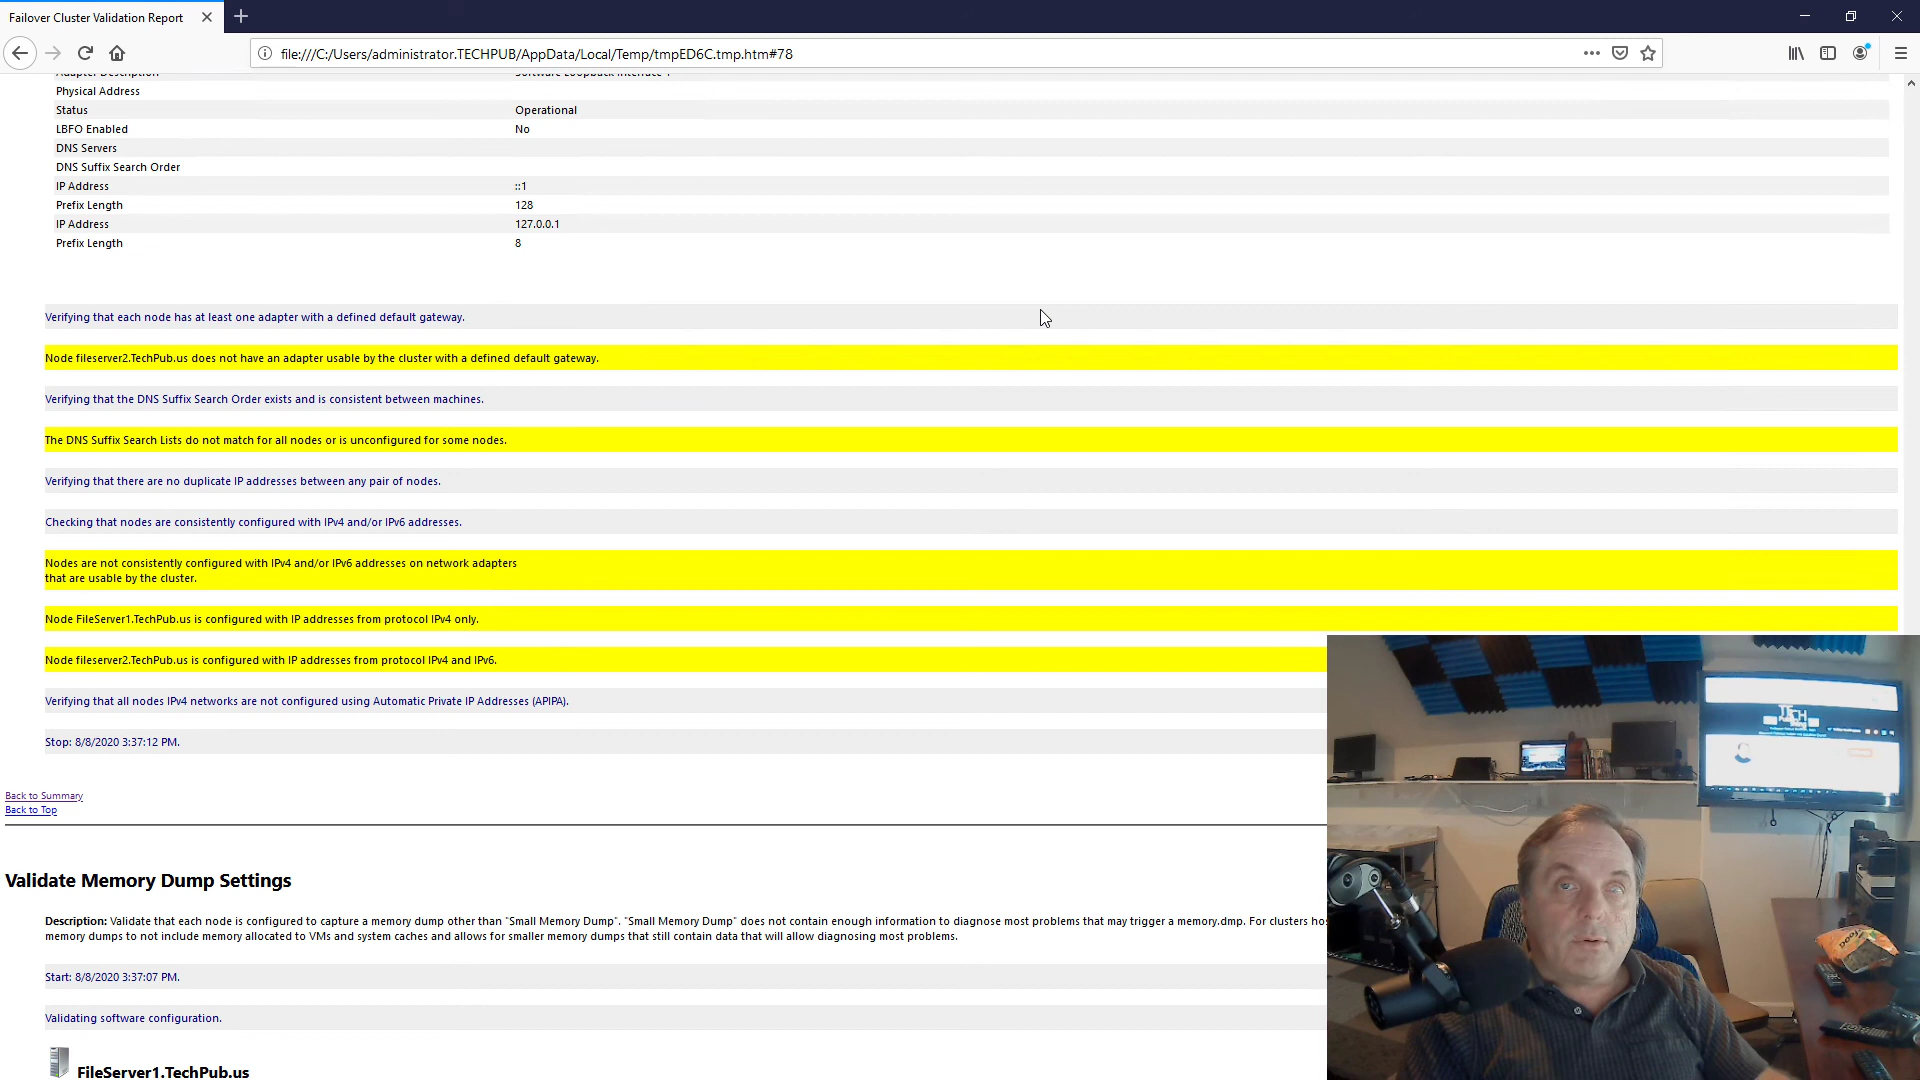 Failover Cluster Validation Report
file:///C:/Users/administrator.TECHPUB/AppData/Local/Temp/tmpED6C.tmp.htm#78
Adapter Description Software Loopback Interface 1
Physical Address
Status Operational
LBFO Enabled No
DNS Servers
DNS Suffix Search Order
IP Address ::1
Prefix Length 128
IP Address 127.0.0.1
Prefix Length 8
Verifying that each node has at least one adapter with a defined default gateway.
Node fileserver2.TechPub.us does not have an adapter usable by the cluster with a defined default gateway.
Verifying that the DNS Suffix Search Order exists and is consistent between machines.
The DNS Suffix Search Lists do not match for all nodes or is unconfigured for some nodes.
Verifying that there are no duplicate IP addresses between any pair of nodes.
Checking that nodes are consistently configured with IPv4 and/or IPv6 addresses.
Nodes are not consistently configured with IPv4 and/or IPv6 addresses on network adapters
that are usable by the cluster.
Node FileServer1.TechPub.us is configured with IP addresses from protocol IPv4 only.
Node fileserver2.TechPub.us is configured with IP addresses from protocol IPv4 and IPv6.
Verifying that all nodes IPv4 networks are not configured using Automatic Private IP Addresses (APIPA).
Stop: 8/8/2020 3:37:12 PM.
Back to Summary
Back to Top
Validate Memory Dump Settings
Description: Validate that each node is configured to capture a memory dump other than "Small Memory Dump". "Small Memory Dump" does not contain enough information to diagnose most problems that may trigger a memory.dmp. For clusters hos
memory dumps to not include memory allocated to VMs and system caches and allows for smaller memory dumps that still contain data that will allow diagnosing most problems.
Start: 8/8/2020 3:37:07 PM.
Validating software configuration.
FileServer1.TechPub.us
TECH